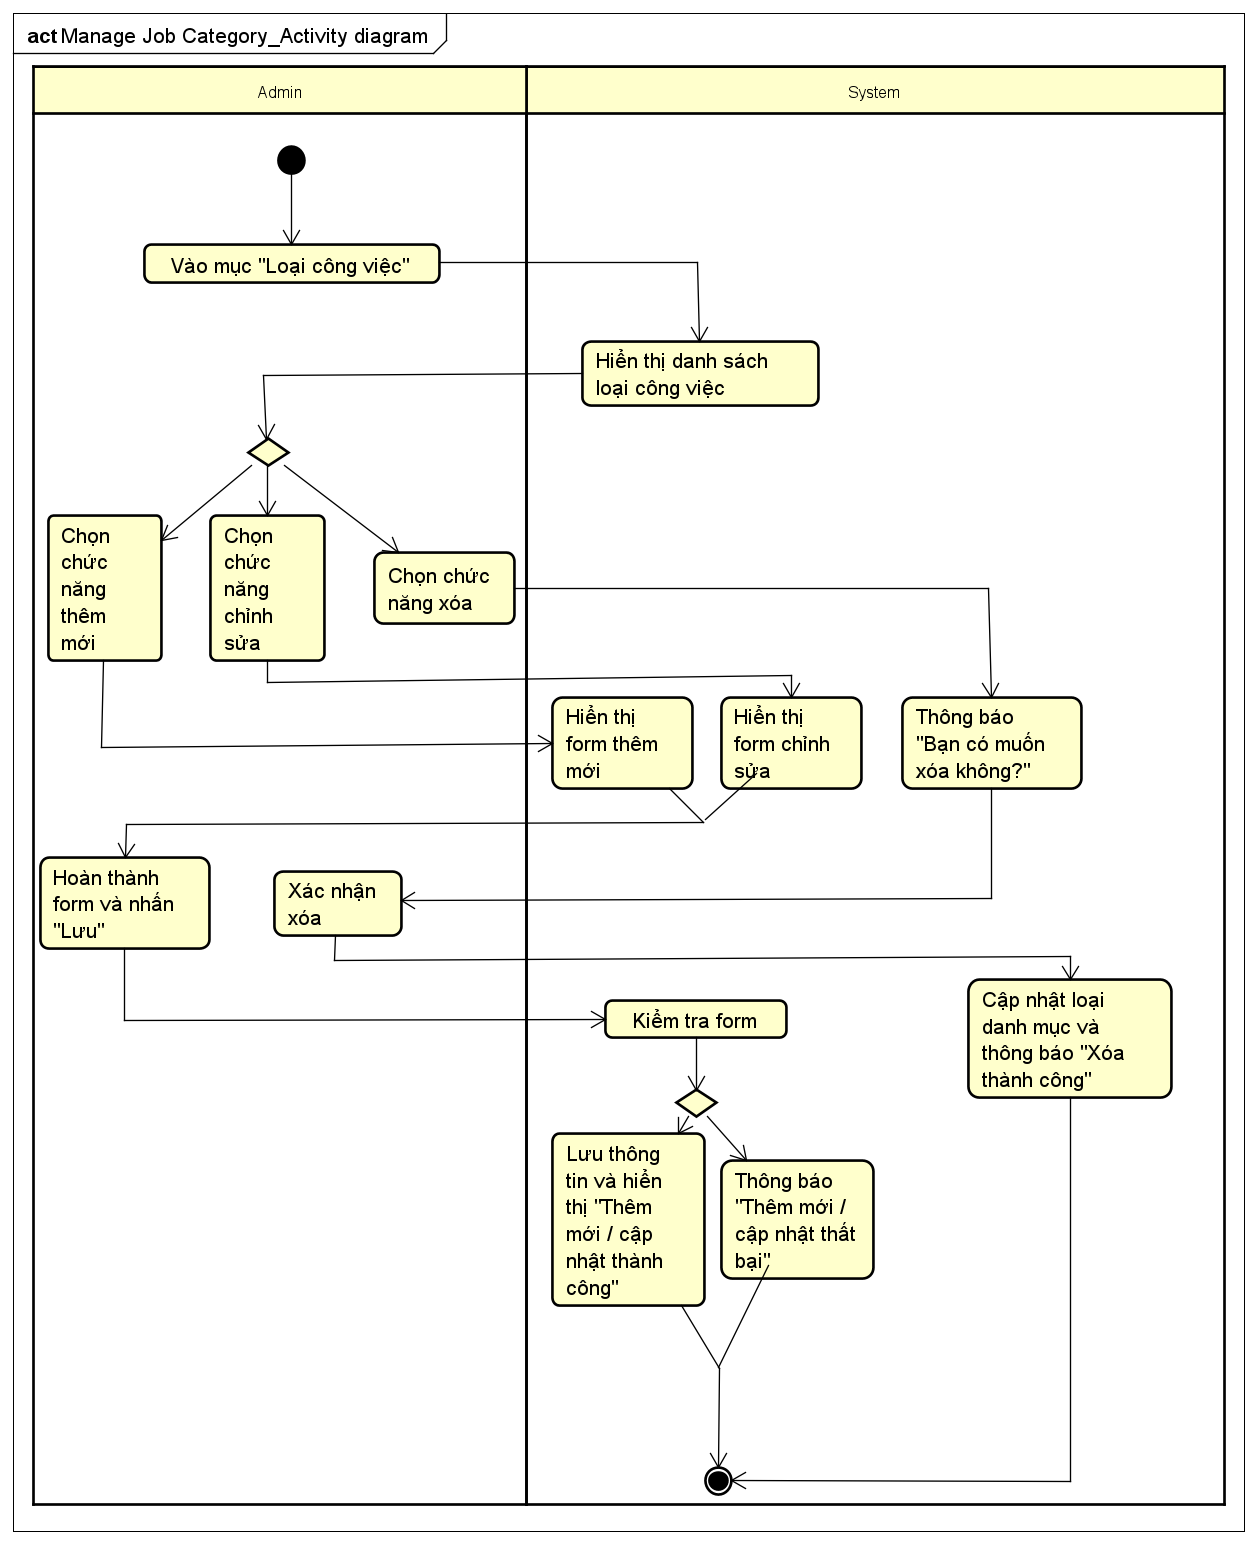 act Manage Job Category_Activity diagram
Admin
System
Vào mục "Loại công việc"
Hiển thị danh sách
loại công việc
Chọn
chức
năng
thêm
mới
Chọn
chức
năng
chỉnh
sửa
Chọn chức
năng xóa
Hiển thị
form thêm
mới
Hiển thị
form chỉnh
sửa
Thông báo
"Bạn có muốn
xóa không?"
Hoàn thành
form và nhấn
"Lưu"
Xác nhận
xóa
Cập nhật loại
danh mục và
thông báo "Xóa
thành công"
Kiểm tra form
Lưu thông
tin và hiển
thị "Thêm
mới / cập
nhật thành
công"
Thông báo
"Thêm mới /
cập nhật thất
bại"